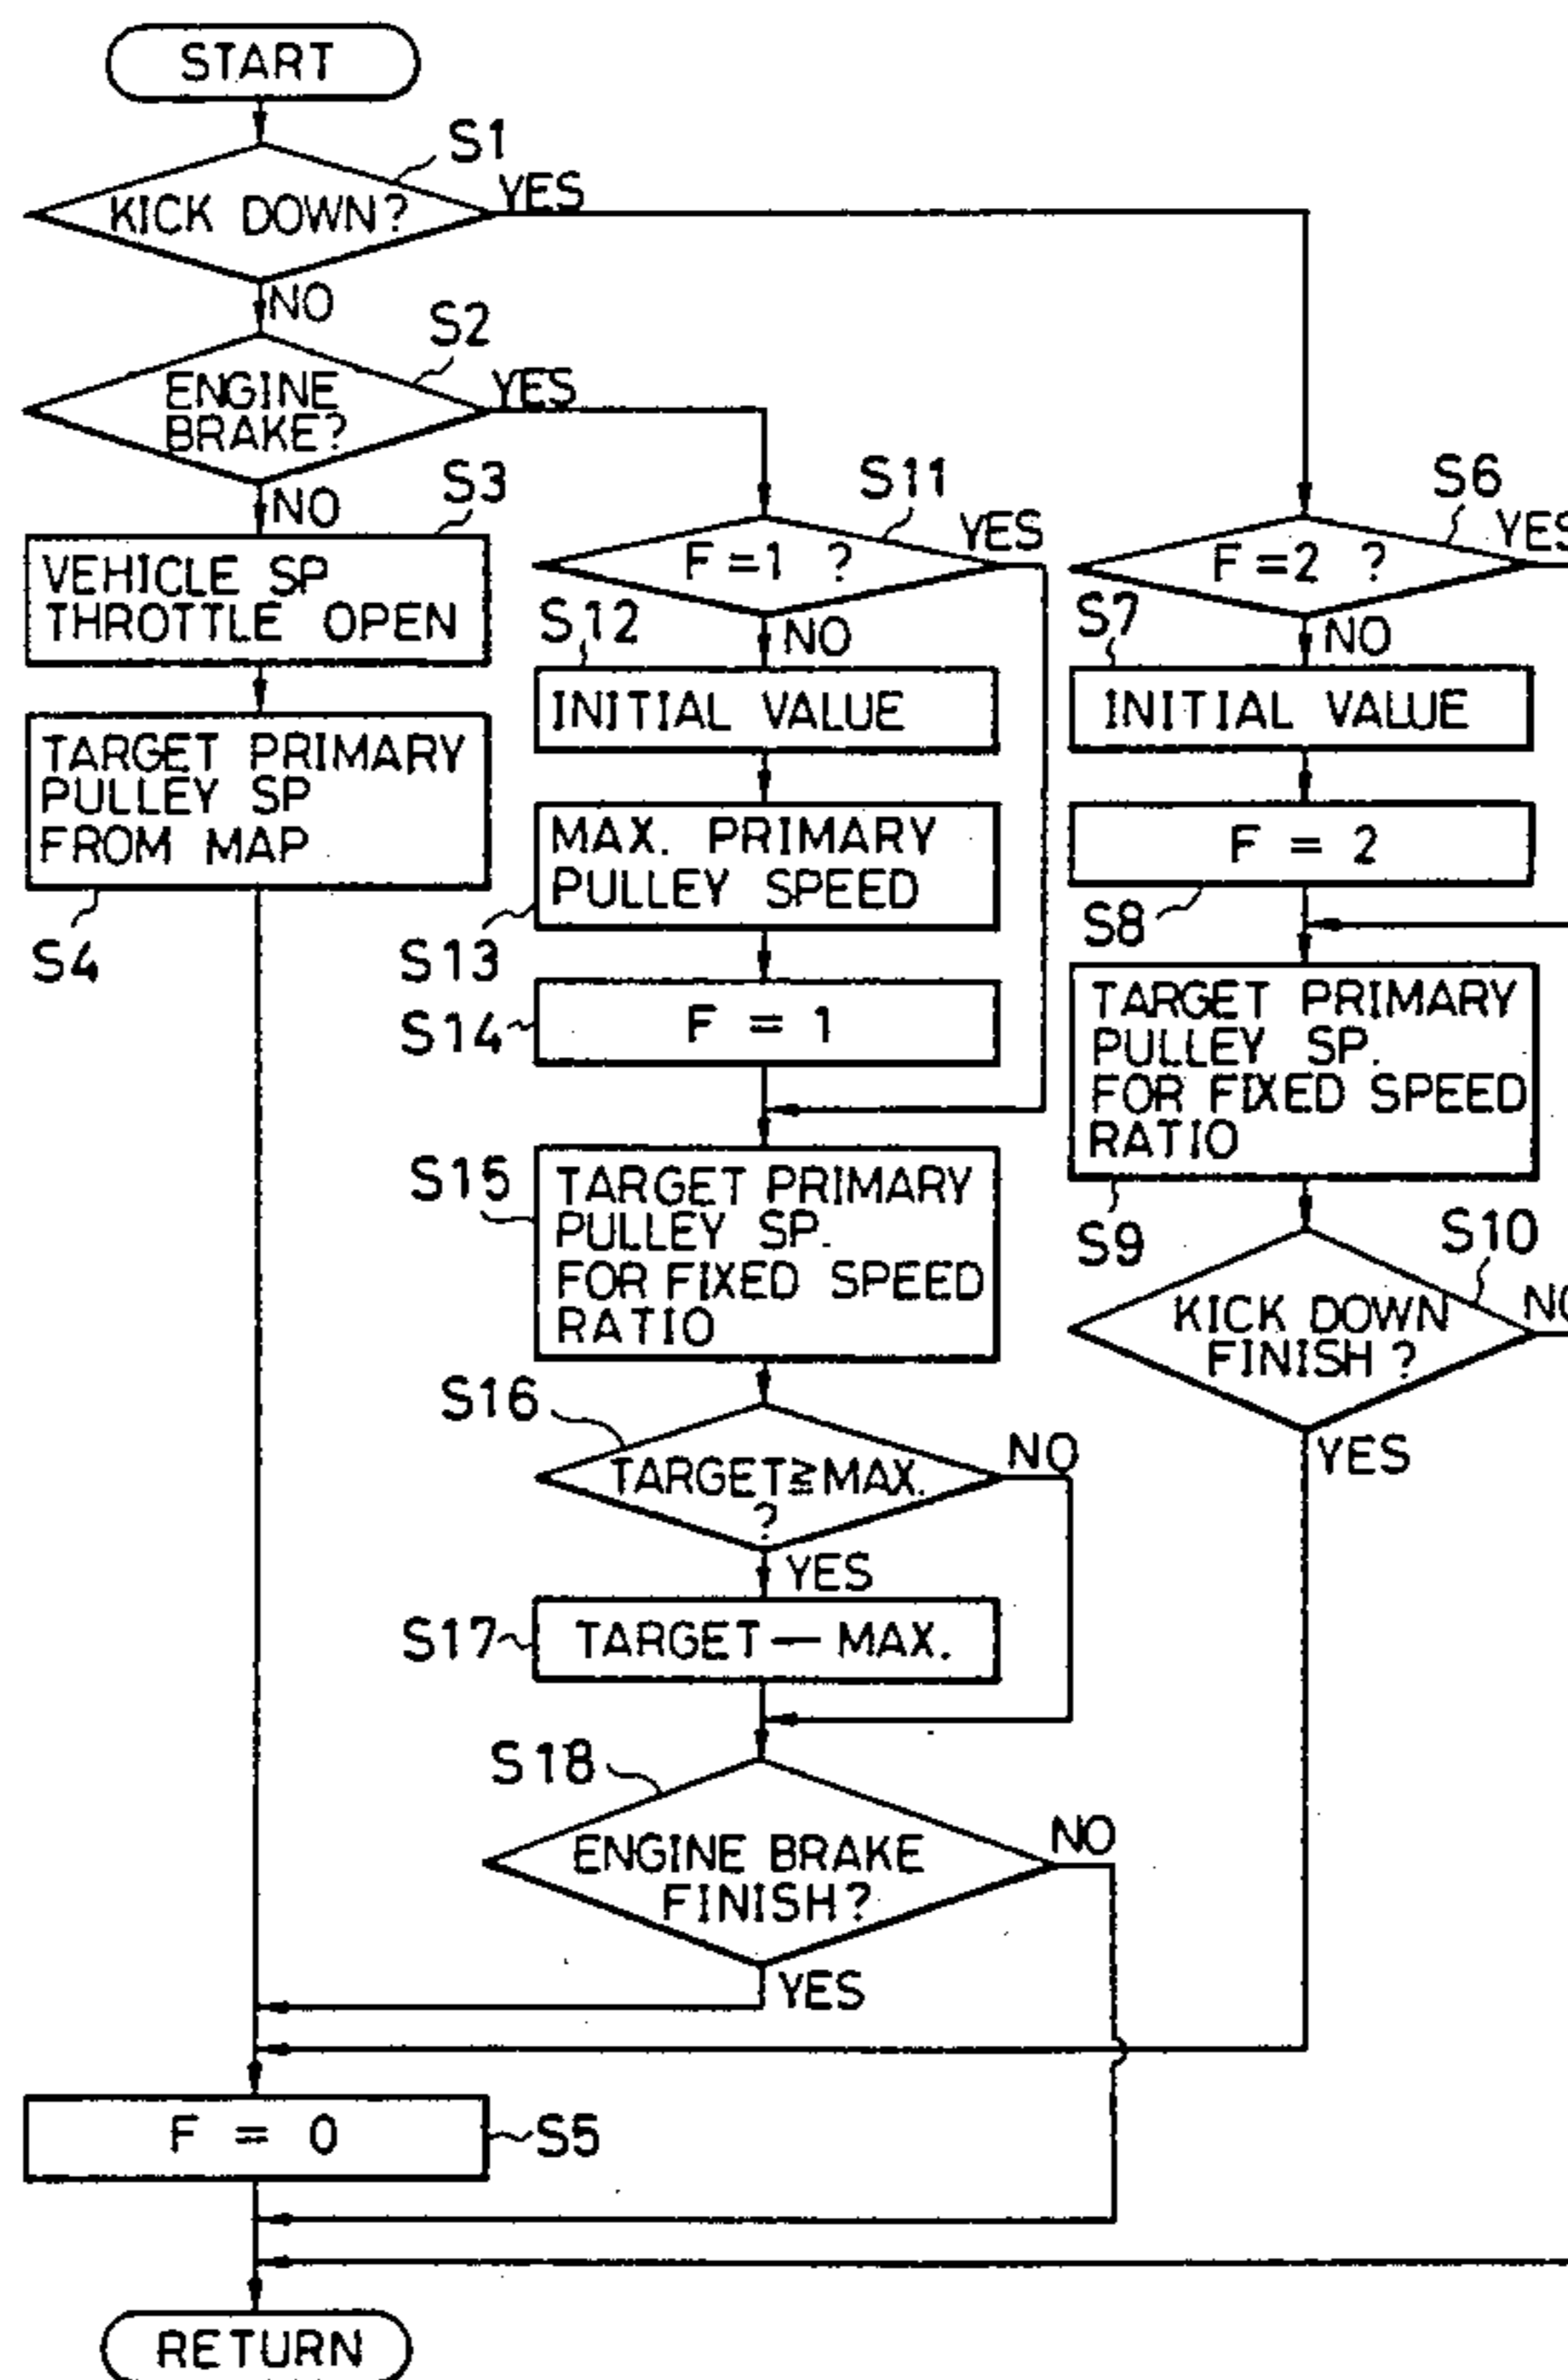 START
S1
KICK DOWN?
YES
NO
S2
ENGINE
BRAKE?
YES
NO
S3
VEHICLE SP
THROTTLE OPEN
TARGET PRIMARY
PULLEY SP
FROM MAP
S4
S11
F=1 ?
YES
NO
S12
INITIAL VALUE
MAX. PRIMARY
PULLEY SPEED
S13
S14
F = 1
S15
TARGET PRIMARY
PULLEY SP.
FOR FIXED SPEED
RATIO
S16
TARGET≧MAX.
?
NO
YES
S17
TARGET — MAX.
S18
ENGINE BRAKE
FINISH?
NO
YES
S6
F=2 ?
YES
NO
S7
INITIAL VALUE
F = 2
S8
TARGET PRIMARY
PULLEY SP.
FOR FIXED SPEED
RATIO
S9
S10
KICK DOWN
FINISH?
NO
YES
F = 0
S5
RETURN